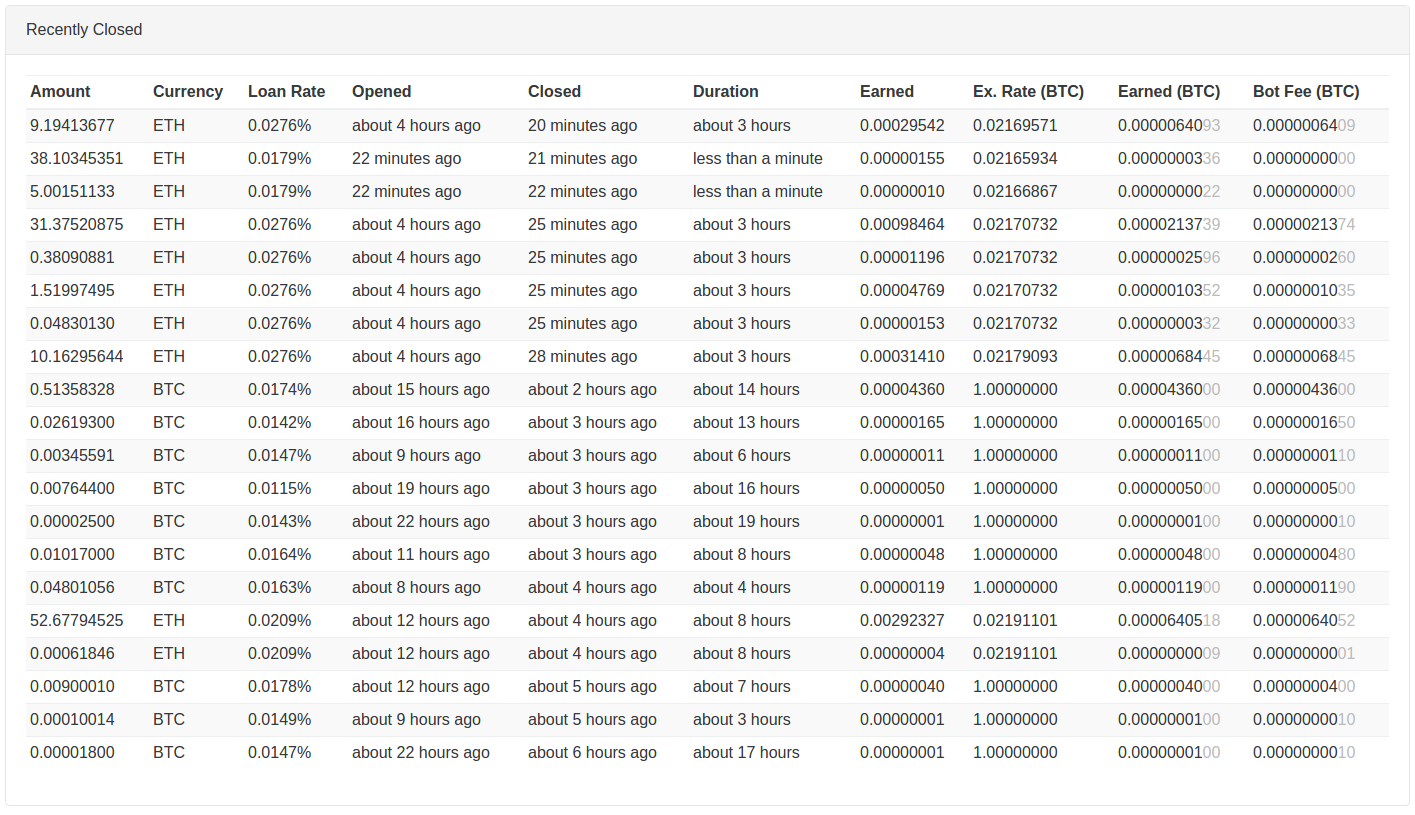 Recently Closed
Amount Currency Loan Rate Opened Closed Duration Earned Ex. Rate (BTC) Earned (BTC) Bot Fee (BTC)
9.19413677 ETH 0.0276% about 4 hours ago 20 minutes ago about 3 hours 0.00029542 0.02169571 0.0000064093 0.0000006409
38.10345351 ETH 0.0179% 22 minutes ago 21 minutes ago less than a minute 0.00000155 0.02165934 0.0000000336 0.0000000000
5.00151133 ETH 0.0179% 22 minutes ago 22 minutes ago less than a minute 0.00000010 0.02166867 0.0000000022 0.0000000000
31.37520875 ETH 0.0276% about 4 hours ago 25 minutes ago about 3 hours 0.00098464 0.02170732 0.0000213739 0.0000021374
0.38090881 ETH 0.0276% about 4 hours ago 25 minutes ago about 3 hours 0.00001196 0.02170732 0.0000002596 0.0000000260
1.51997495 ETH 0.0276% about 4 hours ago 25 minutes ago about 3 hours 0.00004769 0.02170732 0.0000010352 0.0000001035
0.04830130 ETH 0.0276% about 4 hours ago 25 minutes ago about 3 hours 0.00000153 0.02170732 0.0000000332 0.0000000033
10.16295644 ETH 0.0276% about 4 hours ago 28 minutes ago about 3 hours 0.00031410 0.02179093 0.0000068445 0.0000006845
0.51358328 BTC 0.0174% about 15 hours ago about 2 hours ago about 14 hours 0.00004360 1.00000000 0.0000436000 0.0000043600
0.02619300 BTC 0.0142% about 16 hours ago about 3 hours ago about 13 hours 0.00000165 1.00000000 0.0000016500 0.0000001650
0.00345591 BTC 0.0147% about 9 hours ago about 3 hours ago about 6 hours 0.00000011 1.00000000 0.0000001100 0.0000000110
0.00764400 BTC 0.0115% about 19 hours ago about 3 hours ago about 16 hours 0.00000050 1.00000000 0.0000005000 0.0000000500
0.00002500 BTC 0.0143% about 22 hours ago about 3 hours ago about 19 hours 0.00000001 1.00000000 0.0000000100 0.0000000010
0.01017000 BTC 0.0164% about 11 hours ago about 3 hours ago about 8 hours 0.00000048 1.00000000 0.0000004800 0.0000000480
0.04801056 BTC 0.0163% about 8 hours ago about 4 hours ago about 4 hours 0.00000119 1.00000000 0.0000011900 0.0000001190
52.67794525 ETH 0.0209% about 12 hours ago about 4 hours ago about 8 hours 0.00292327 0.02191101 0.0000640518 0.0000064052
0.00061846 ETH 0.0209% about 12 hours ago about 4 hours ago about 8 hours 0.00000004 0.02191101 0.0000000009 0.0000000001
0.00900010 BTC 0.0178% about 12 hours ago about 5 hours ago about 7 hours 0.00000040 1.00000000 0.0000004000 0.0000000400
0.00010014 BTC 0.0149% about 9 hours ago about 5 hours ago about 3 hours 0.00000001 1.00000000 0.0000000100 0.0000000010
0.00001800 BTC 0.0147% about 22 hours ago about 6 hours ago about 17 hours 0.00000001 1.00000000 0.0000000100 0.0000000010